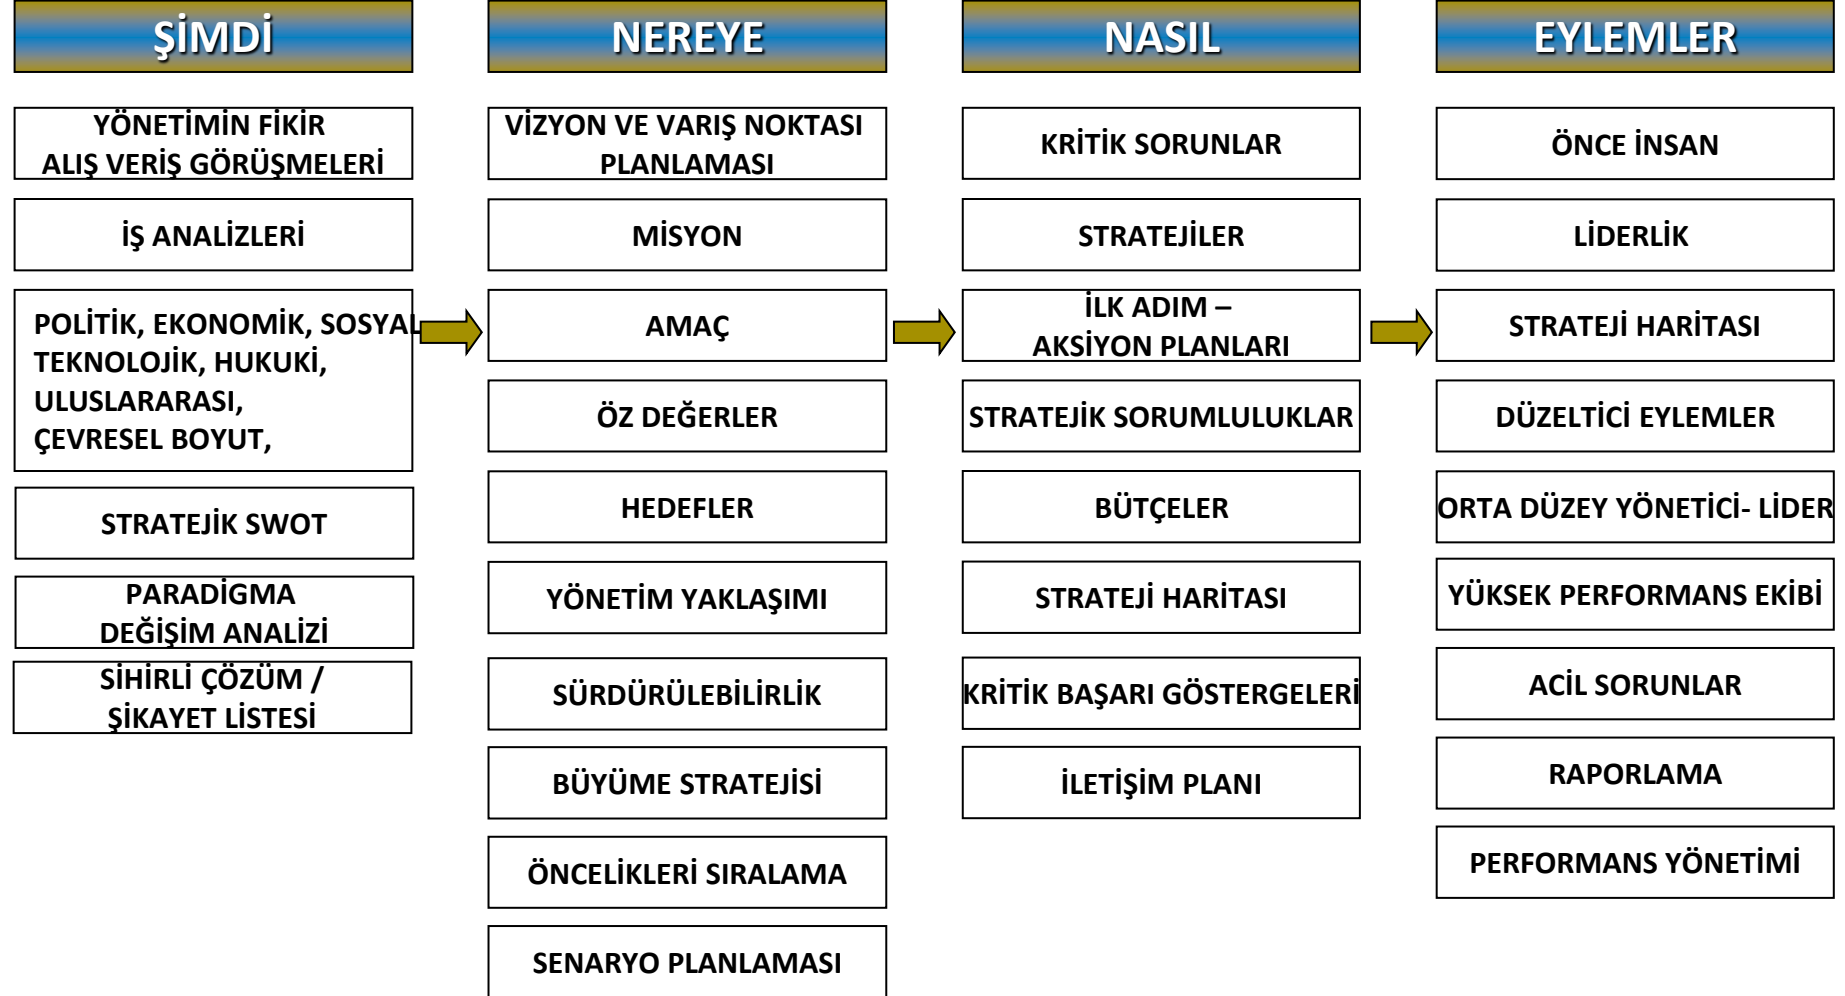 ŞİMDİ
YÖNETİMİN FİKİR
ALIŞ VERİŞ GÖRÜŞMELERİ
İŞ ANALİZLERİ
POLİTİK, EKONOMİK, SOSYAL
TEKNOLOJİK, HUKUKİ,
ULUSLARARASI,
ÇEVRESEL BOYUT,
STRATEJİK SWOT
PARADİGMA
DEĞİŞİM ANALİZİ
SİHİRLİ ÇÖZÜM /
ŞİKAYET LİSTESİ
NEREYE
VİZYON VE VARIŞ NOKTASI
PLANLAMASI
MİSYON
AMAÇ
ÖZ DEĞERLER
HEDEFLER
YÖNETİM YAKLAŞIMI
SÜRDÜRÜLEBİLİRLİK
BÜYÜME STRATEJİSİ
ÖNCELİKLERİ SIRALAMA
SENARYO PLANLAMASI
NASIL
KRİTİK SORUNLAR
STRATEJİLER
İLK ADIM –
AKSİYON PLANLARI
STRATEJİK SORUMLULUKLAR
BÜTÇELER
STRATEJİ HARİTASI
KRİTİK BAŞARI GÖSTERGELERİ
İLETİŞİM PLANI
EYLEMLER
ÖNCE İNSAN
LİDERLİK
STRATEJİ HARİTASI
DÜZELTİCİ EYLEMLER
ORTA DÜZEY YÖNETİCİ- LİDER
YÜKSEK PERFORMANS EKİBİ
ACİL SORUNLAR
RAPORLAMA
PERFORMANS YÖNETİMİ